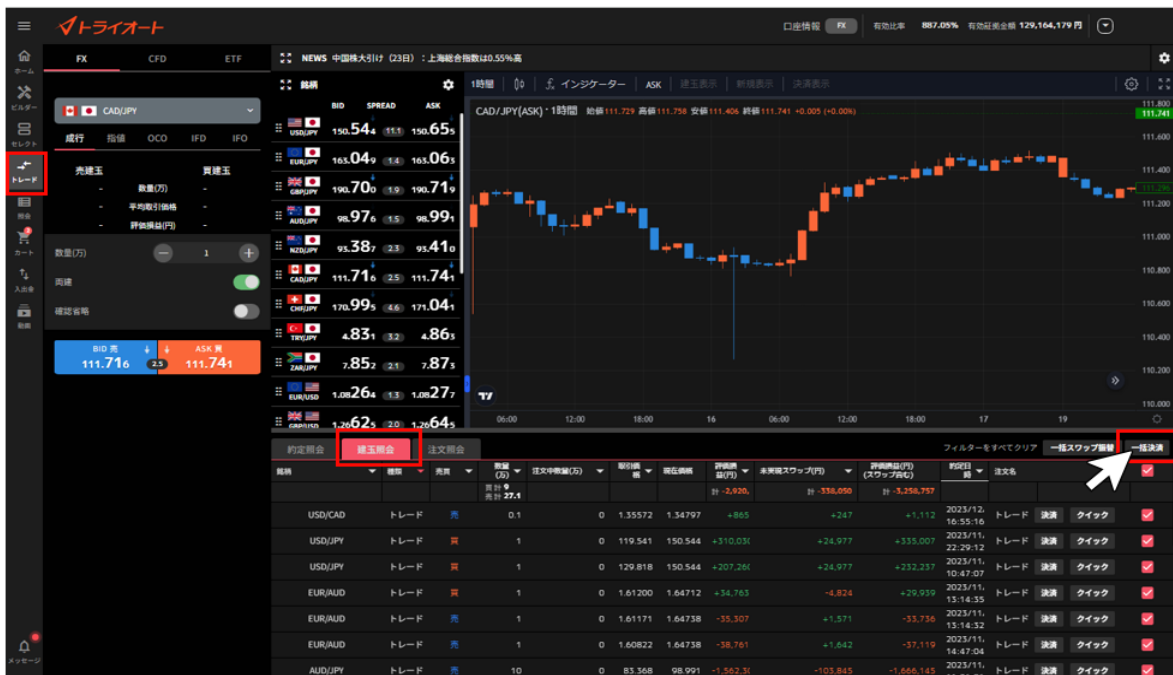 トライオート
口座情報 FX 有効比率 887.05% 有効証拠金額 129,164,179 円
ホーム
ビルダー
セレクト
トレード
照会
カート
入出金
動画
メッセージ
FX CFD ETF
CAD/JPY
成行 指値 OCO IFD IFO
売建玉 買建玉
- 数量(万) -
- 平均取引価格 -
- 評価損益(円) -
数量(万) 1
両建
確認省略
BID 売 ASK 買
111.716 2.5 111.741
NEWS 中国株大引け (23日) :上海総合指数は0.55%高
銘柄
BID SPREAD ASK
USD/JPY 150.544 11.1 150.655
EUR/JPY 163.049 1.4 163.063
GBP/JPY 190.700 1.9 190.719
AUD/JPY 98.976 1.5 98.991
NZD/JPY 93.387 2.3 93.410
CAD/JPY 111.716 2.5 111.741
CHF/JPY 170.995 4.6 171.041
TRY/JPY 4.831 3.2 4.863
ZAR/JPY 7.852 2.1 7.873
EUR/USD 1.08264 1.3 1.08277
GBP/USD 1.26625 2.0 1.26645
1時間 インジケーター ASK 建玉表示 新規表示 決済表示
CAD/JPY(ASK)・1時間 始値111.729 高値111.758 安値111.406 終値111.741 +0.005 (+0.00%)
111.800
111.741
111.600
111.400
111.296
111.200
111.000
110.800
110.600
110.400
110.200
110.000
06:00 12:00 18:00 16 06:00 12:00 18:00 17 19
約定照会 建玉照会 注文照会 フィルターをすべてクリア 一括スワップ振替 一括決済
銘柄 種類 売買 数量(万) 注文中数量(万) 取引価格 現在価格 評価損益(円) 未実現スワップ(円) 評価損益(円)(スワップ含む) 約定日時 注文名
買計 9
売計 27.1 計 -2,920, 計 -338,050 計 -3,258,757
USD/CAD トレード 売 0.1 0 1.35572 1.34797 +865 +247 +1,112 2023/12, 16:55:16 トレード 決済 クイック
USD/JPY トレード 買 1 0 119.541 150.544 +310,03( +24,977 +335,007 2023/11, 22:29:12 トレード 決済 クイック
USD/JPY トレード 買 1 0 129.818 150.544 +207,26( +24,977 +232,237 2023/11, 10:47:07 トレード 決済 クイック
EUR/AUD トレード 買 1 0 1.61200 1.64712 +34,763 -4,824 +29,939 2023/11, 13:14:35 トレード 決済 クイック
EUR/AUD トレード 売 1 0 1.61171 1.64738 -35,307 +1,571 -33,736 2023/11, 13:14:32 トレード 決済 クイック
EUR/AUD トレード 売 1 0 1.60822 1.64738 -38,761 +1,642 -37,119 2023/11, 14:47:04 トレード 決済 クイック
AUD/JPY トレード 売 10 0 83.368 98.991 -1,562,3( -103,845 -1,666,145 2023/11, トレード 決済 クイック